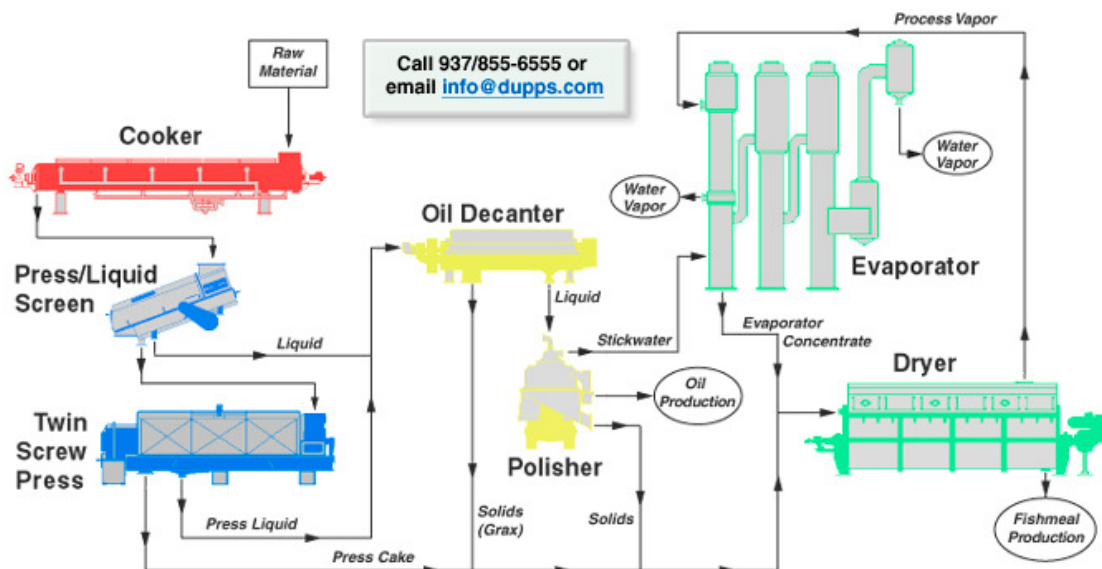 Process Vapor
Raw
Material
Call 937/855-6555 or
email info@dupps.com
Cooker
Water
Vapor
Water
Vapor
Oil Decanter
Evaporator
Press/Liquid
Screen
Liquid
Liquid
Stickwater
Evaporator
Concentrate
Dryer
Oil
Production
Twin
Screw
Press
Polisher
Press Liquid
Solids
(Grax)
Solids
Fishmeal
Production
Press Cake